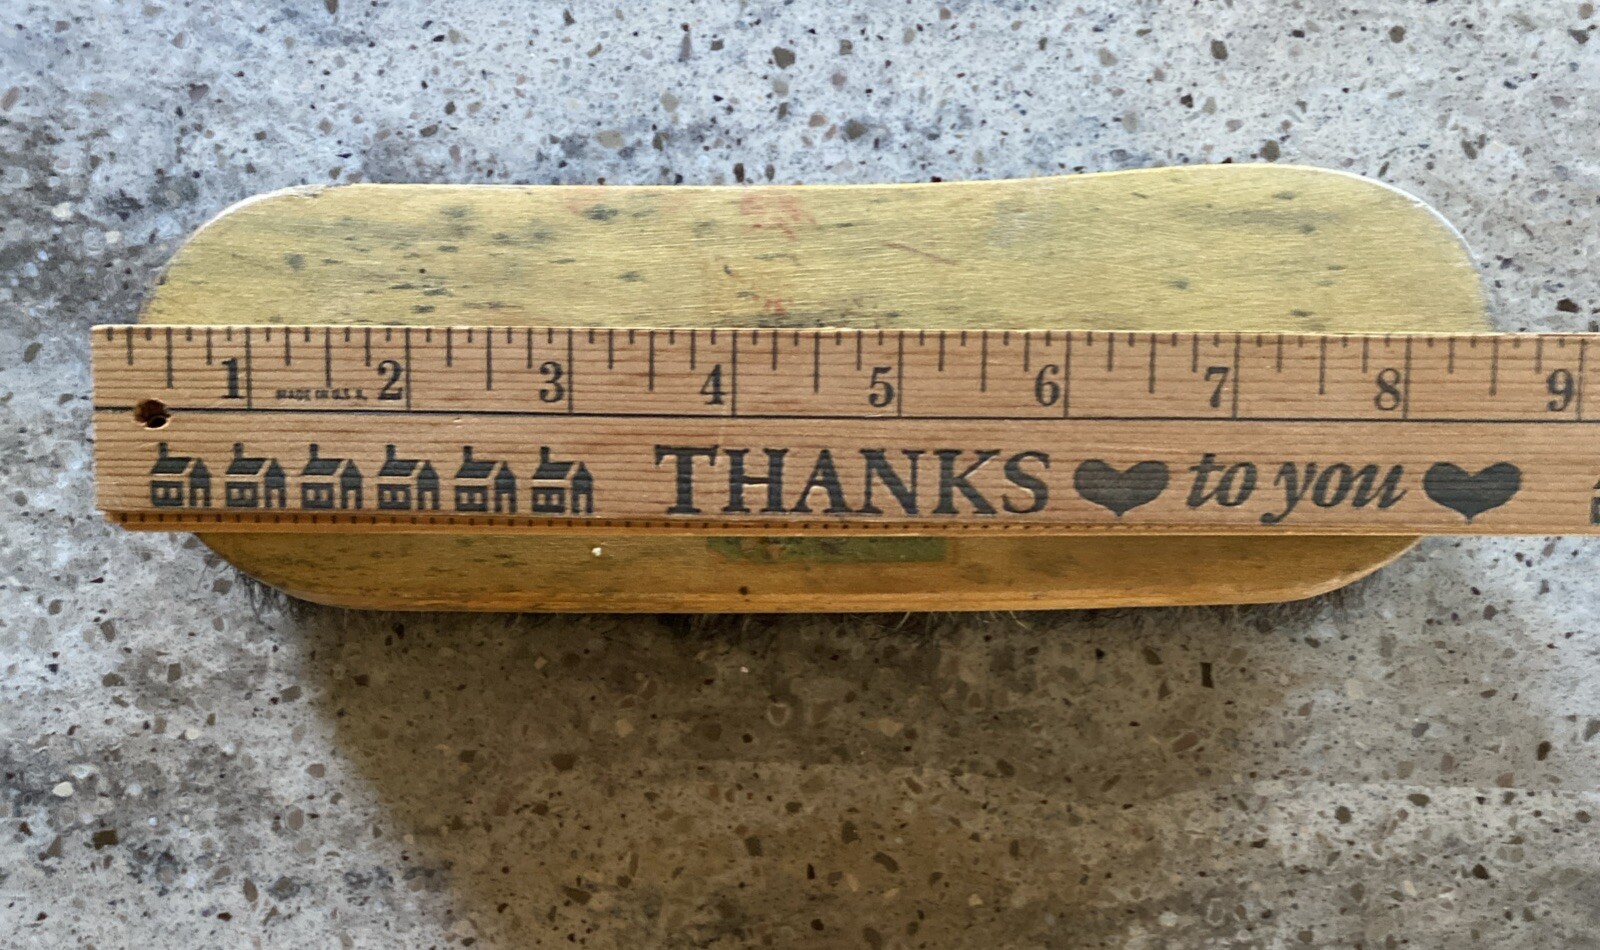 1 2 3 4 5 6 7 8 9
MADE IN U.S.A.
THANKS to you